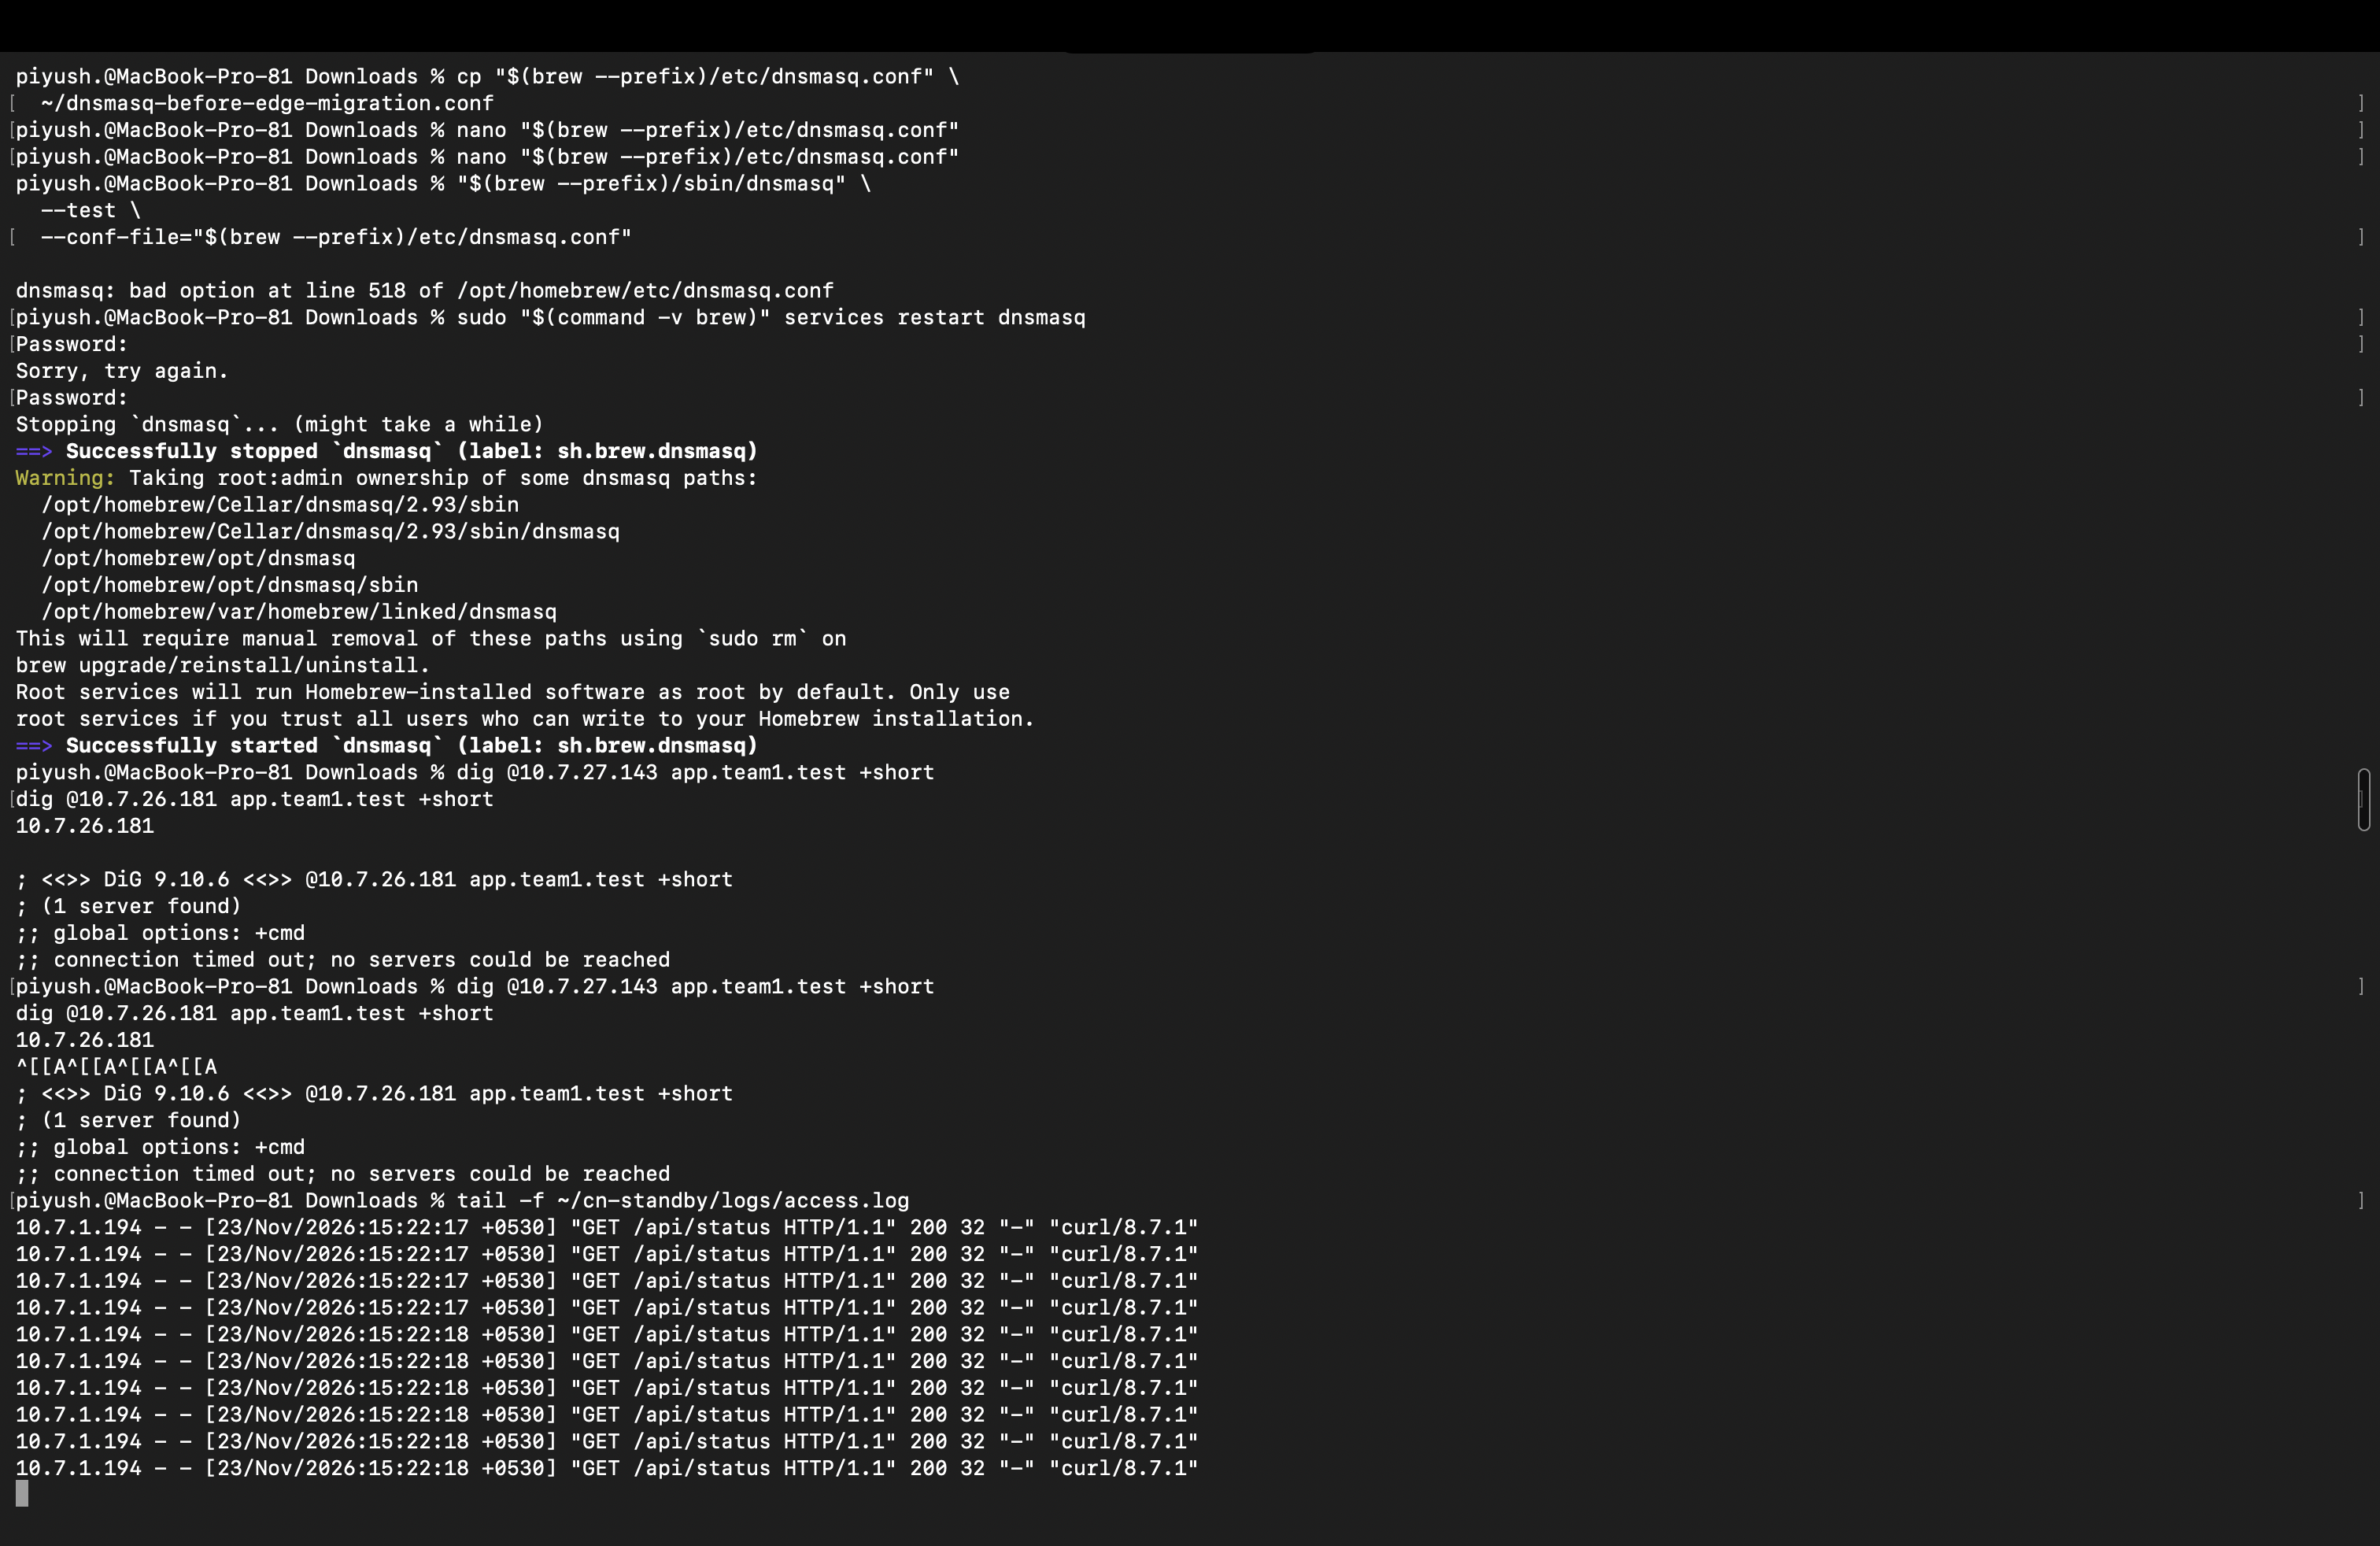 piyush.@MacBook-Pro-81 Downloads % cp "$(brew --prefix)/etc/dnsmasq.conf" \
[  ~/dnsmasq-before-edge-migration.conf ]
[piyush.@MacBook-Pro-81 Downloads % nano "$(brew --prefix)/etc/dnsmasq.conf" ]
[piyush.@MacBook-Pro-81 Downloads % nano "$(brew --prefix)/etc/dnsmasq.conf" ]
piyush.@MacBook-Pro-81 Downloads % "$(brew --prefix)/sbin/dnsmasq" \
  --test \
[  --conf-file="$(brew --prefix)/etc/dnsmasq.conf" ]

dnsmasq: bad option at line 518 of /opt/homebrew/etc/dnsmasq.conf
[piyush.@MacBook-Pro-81 Downloads % sudo "$(command -v brew)" services restart dnsmasq ]
[Password: ]
Sorry, try again.
[Password: ]
Stopping `dnsmasq`... (might take a while)
==> Successfully stopped `dnsmasq` (label: sh.brew.dnsmasq)
Warning: Taking root:admin ownership of some dnsmasq paths:
  /opt/homebrew/Cellar/dnsmasq/2.93/sbin
  /opt/homebrew/Cellar/dnsmasq/2.93/sbin/dnsmasq
  /opt/homebrew/opt/dnsmasq
  /opt/homebrew/opt/dnsmasq/sbin
  /opt/homebrew/var/homebrew/linked/dnsmasq
This will require manual removal of these paths using `sudo rm` on
brew upgrade/reinstall/uninstall.
Root services will run Homebrew-installed software as root by default. Only use
root services if you trust all users who can write to your Homebrew installation.
==> Successfully started `dnsmasq` (label: sh.brew.dnsmasq)
piyush.@MacBook-Pro-81 Downloads % dig @10.7.27.143 app.team1.test +short
[dig @10.7.26.181 app.team1.test +short ]
10.7.26.181

; <<>> DiG 9.10.6 <<>> @10.7.26.181 app.team1.test +short
; (1 server found)
;; global options: +cmd
;; connection timed out; no servers could be reached
[piyush.@MacBook-Pro-81 Downloads % dig @10.7.27.143 app.team1.test +short ]
dig @10.7.26.181 app.team1.test +short
10.7.26.181
^[[A^[[A^[[A^[[A
; <<>> DiG 9.10.6 <<>> @10.7.26.181 app.team1.test +short
; (1 server found)
;; global options: +cmd
;; connection timed out; no servers could be reached
[piyush.@MacBook-Pro-81 Downloads % tail -f ~/cn-standby/logs/access.log ]
10.7.1.194 - - [23/Nov/2026:15:22:17 +0530] "GET /api/status HTTP/1.1" 200 32 "-" "curl/8.7.1"
10.7.1.194 - - [23/Nov/2026:15:22:17 +0530] "GET /api/status HTTP/1.1" 200 32 "-" "curl/8.7.1"
10.7.1.194 - - [23/Nov/2026:15:22:17 +0530] "GET /api/status HTTP/1.1" 200 32 "-" "curl/8.7.1"
10.7.1.194 - - [23/Nov/2026:15:22:17 +0530] "GET /api/status HTTP/1.1" 200 32 "-" "curl/8.7.1"
10.7.1.194 - - [23/Nov/2026:15:22:18 +0530] "GET /api/status HTTP/1.1" 200 32 "-" "curl/8.7.1"
10.7.1.194 - - [23/Nov/2026:15:22:18 +0530] "GET /api/status HTTP/1.1" 200 32 "-" "curl/8.7.1"
10.7.1.194 - - [23/Nov/2026:15:22:18 +0530] "GET /api/status HTTP/1.1" 200 32 "-" "curl/8.7.1"
10.7.1.194 - - [23/Nov/2026:15:22:18 +0530] "GET /api/status HTTP/1.1" 200 32 "-" "curl/8.7.1"
10.7.1.194 - - [23/Nov/2026:15:22:18 +0530] "GET /api/status HTTP/1.1" 200 32 "-" "curl/8.7.1"
10.7.1.194 - - [23/Nov/2026:15:22:18 +0530] "GET /api/status HTTP/1.1" 200 32 "-" "curl/8.7.1"